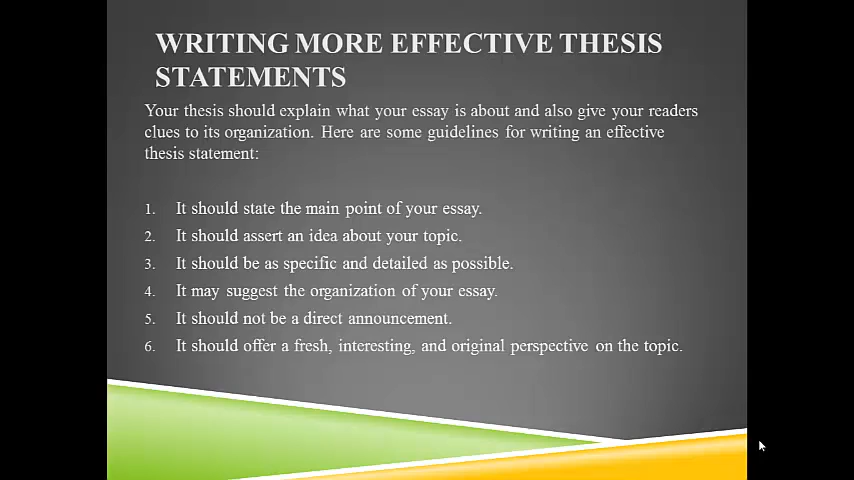 WRITING MORE EFFECTIVE THESIS
STATEMENTS
Your thesis should explain what your essay is about and also give your readers
clues to its organization. Here are some guidelines for writing an effective
thesis statement:
1. It should state the main point of your essay.
2. It should assert an idea about your topic.
3. It should be as specific and detailed as possible.
4. It may suggest the organization of your essay.
5. It should not be a direct announcement.
6. It should offer a fresh, interesting, and original perspective on the topic.